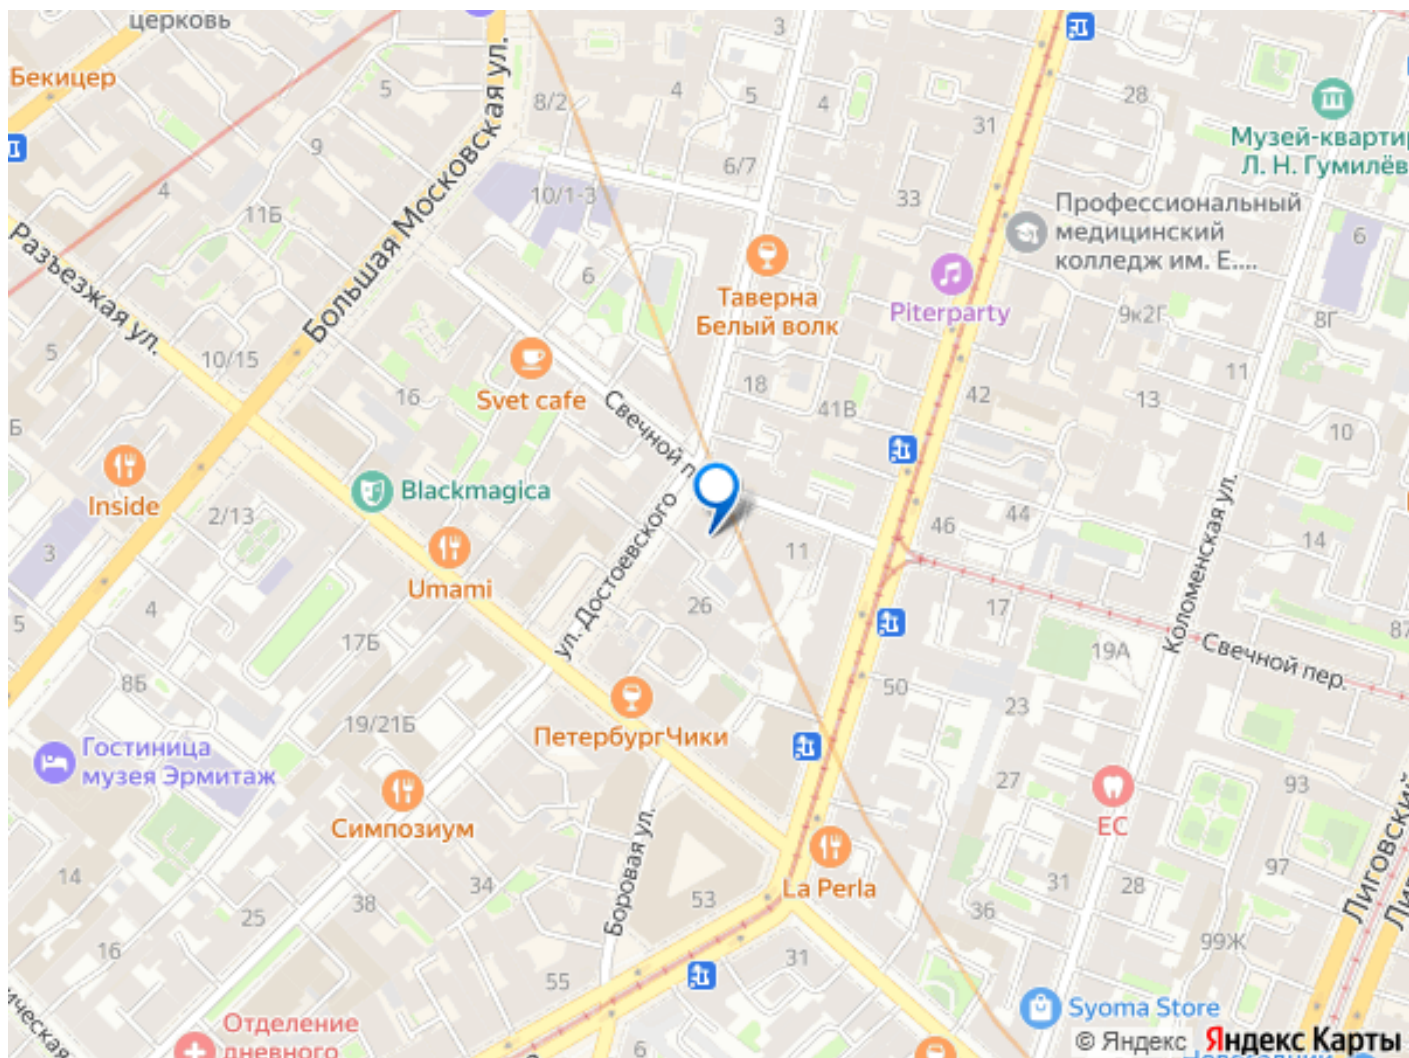 церковь
Бекицер
3
5
4
5
4
8/2
9
4
31
28
Музей-квартир
Л. Н. Гумилёв
6/7
10/1-3
33
11Б
Большая Московская ул.
Разъезжая ул.
Профессиональный
медицинский
колледж им. Е....
6
6
Таверна
Белый волк
Piterparty
9к2Г
8Г
5
10/15
16
Svet cafe
Свечной п
18
41В
42
11
13
10
Inside
Blackmagica
2/13
3
46
44
14
11
Umami
ул. Достоевского
26
Коломенская ул.
4
5
17Б
17
19А
87
Свечной пер.
8Б
50
23
19/21Б
ПетербургЧики
Гостиница
музея Эрмитаж
Симпозиум
27
93
ЕС
Боровая ул.
La Perla
14
34
38
25
53
31
28
97
Лиговский
36
16
99Ж
31
55
Syoma Store
ическая
Отделение
дневного
6
© Яндекс Яндекс Карты